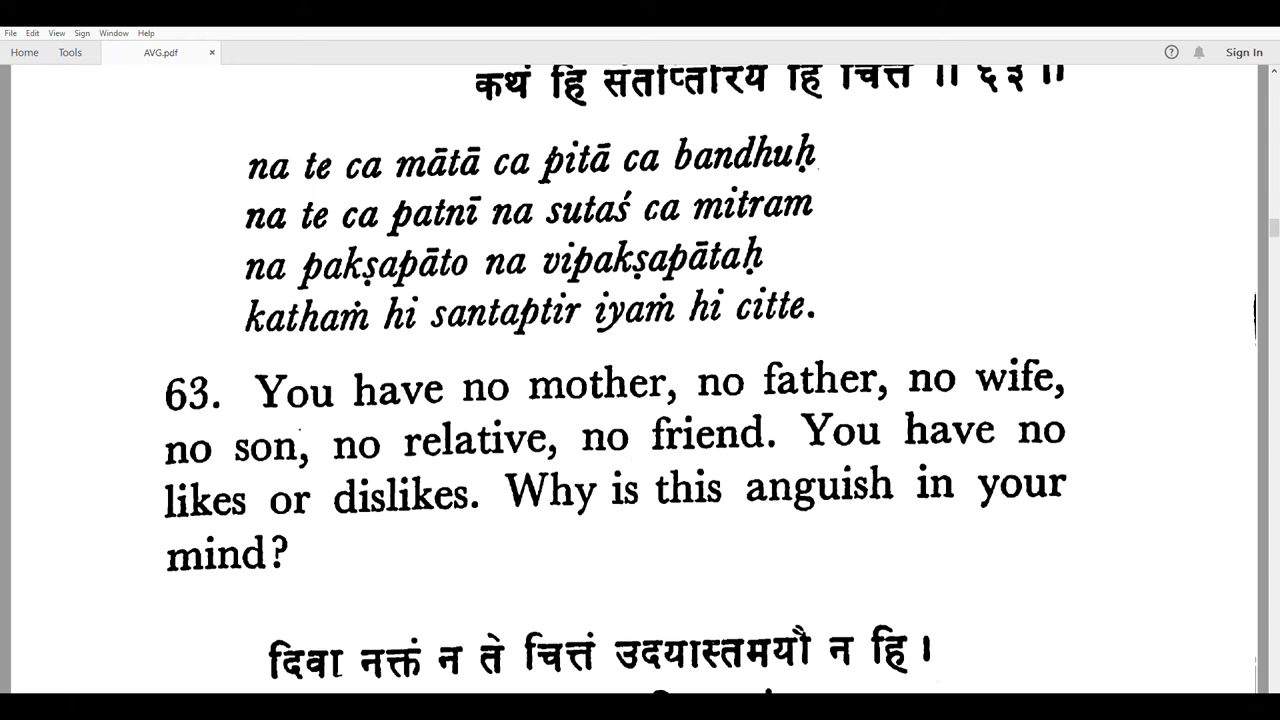 File Edit View Sign Window Help
Home Tools AVG.pdf × Sign In
कथं हि संतप्तिरियं हि चित्ते ॥ ६३ ॥
na te ca mātā ca pitā ca bandhuḥ
na te ca patnī na sutaś ca mitram
na pakṣapāto na vipakṣapātaḥ
kathaṁ hi santaptir iyaṁ hi citte.
63. You have no mother, no father, no wife,
no son, no relative, no friend. You have no
likes or dislikes. Why is this anguish in your
mind?
दिवा नक्तं न ते चित्तं उदयास्तमयौ न हि ।